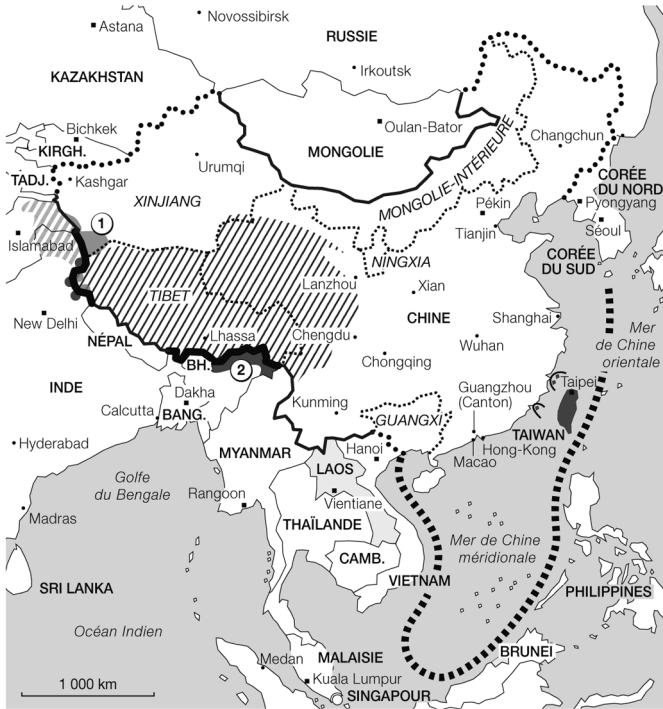 Novossibirsk
Astana
RUSSIE
Irkoutsk
KAZAKHSTAN
Bichkek
Oulan-Bator
KIRGH.
MONGOLIE
Changchun
Urumqi
MONGOLIE-INTÉRIEURE
TADJ.
Kashgar
CORÉE
DU NORD
XINJIANG
Pékin
Pyongyang
1
Tianjin
Séoul
Islamabad
CORÉE
DU SUD
NINGXIA
Lanzhou
Xian
TIBET
New Delhi
CHINE
Shanghai
Mer
de Chine
orientale
NÉPAL
Lhassa
Chengdu
Wuhan
BH.
2
Chongqing
INDE
Dakha
Guangzhou
(Canton)
Taipei
Calcutta
BANG.
Kunming
GUANGXI
TAIWAN
Hyderabad
MYANMAR
Hanoi
Hong-Kong
Macao
LAOS
Golfe
du Bengale
Rangoon
Vientiane
Madras
THAÏLANDE
Mer de Chine
méridionale
CAMB.
VIETNAM
SRI LANKA
PHILIPPINES
Océan Indien
BRUNEI
Medan
MALAISIE
Kuala Lumpur
1 000 km
SINGAPOUR